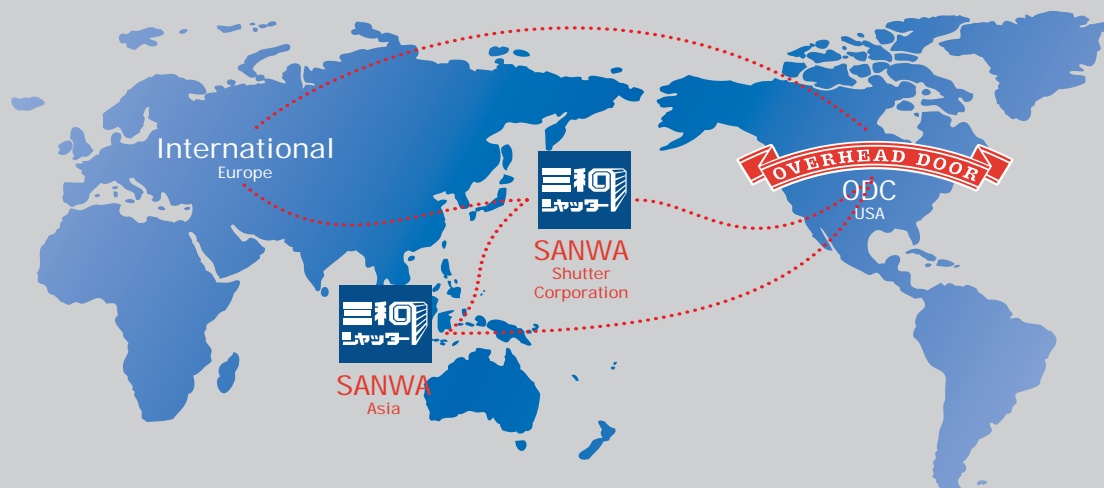 International
Europe
三和
シャッター
SANWA
Shutter
Corporation
OVERHEAD DOOR
ODC
USA
三和
シャッター
SANWA
Asia